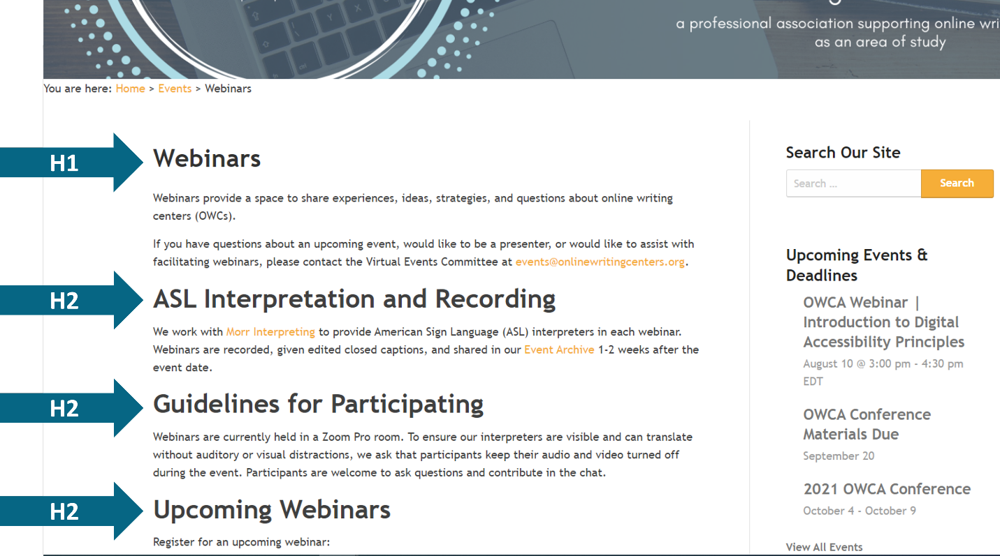 a professional association supporting online wri
as an area of study
You are here: Home > Events > Webinars
H1
Webinars
Webinars provide a space to share experiences, ideas, strategies, and questions about online writing
centers (OWCs).
If you have questions about an upcoming event, would like to be a presenter, or would like to assist with
facilitating webinars, please contact the Virtual Events Committee at events@onlinewritingcenters.org.
H2
ASL Interpretation and Recording
We work with Morr Interpreting to provide American Sign Language (ASL) interpreters in each webinar.
Webinars are recorded, given edited closed captions, and shared in our Event Archive 1-2 weeks after the
event date.
H2
Guidelines for Participating
Webinars are currently held in a Zoom Pro room. To ensure our interpreters are visible and can translate
without auditory or visual distractions, we ask that participants keep their audio and video turned off
during the event. Participants are welcome to ask questions and contribute in the chat.
H2
Upcoming Webinars
Register for an upcoming webinar:
Search Our Site
Search ...
Search
Upcoming Events &
Deadlines
OWCA Webinar |
Introduction to Digital
Accessibility Principles
August 10 @ 3:00 pm - 4:30 pm
EDT
OWCA Conference
Materials Due
September 20
2021 OWCA Conference
October 4 - October 9
View All Events